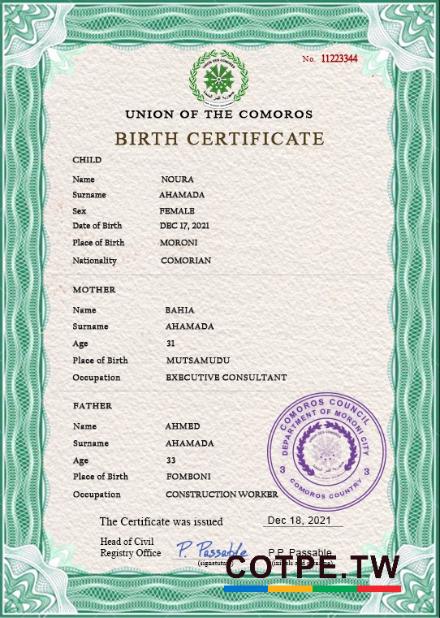 No. 11223344
UNION OF THE COMOROS
BIRTH CERTIFICATE
CHILD
Name NOURA
Surname AHAMADA
Sex FEMALE
Date of Birth DEC 17, 2021
Place of Birth MORONI
Nationality COMORIAN
MOTHER
Name BAHIA
Surname AHAMADA
Age 31
Place of Birth MUTSAMUDU
Occupation EXECUTIVE CONSULTANT
FATHER
Name AHMED
Surname AHAMADA
Age 33
Place of Birth FOMBONI
Occupation CONSTRUCTION WORKER
COMOROS COUNCIL
DEPARTMENT OF MORONI CITY
3 3
COMOROS COUNTRY
The Certificate was issued Dec 18, 2021
Head of Civil
Registry Office P. Passable P.P. Passable
(signature)
COTPE.TW